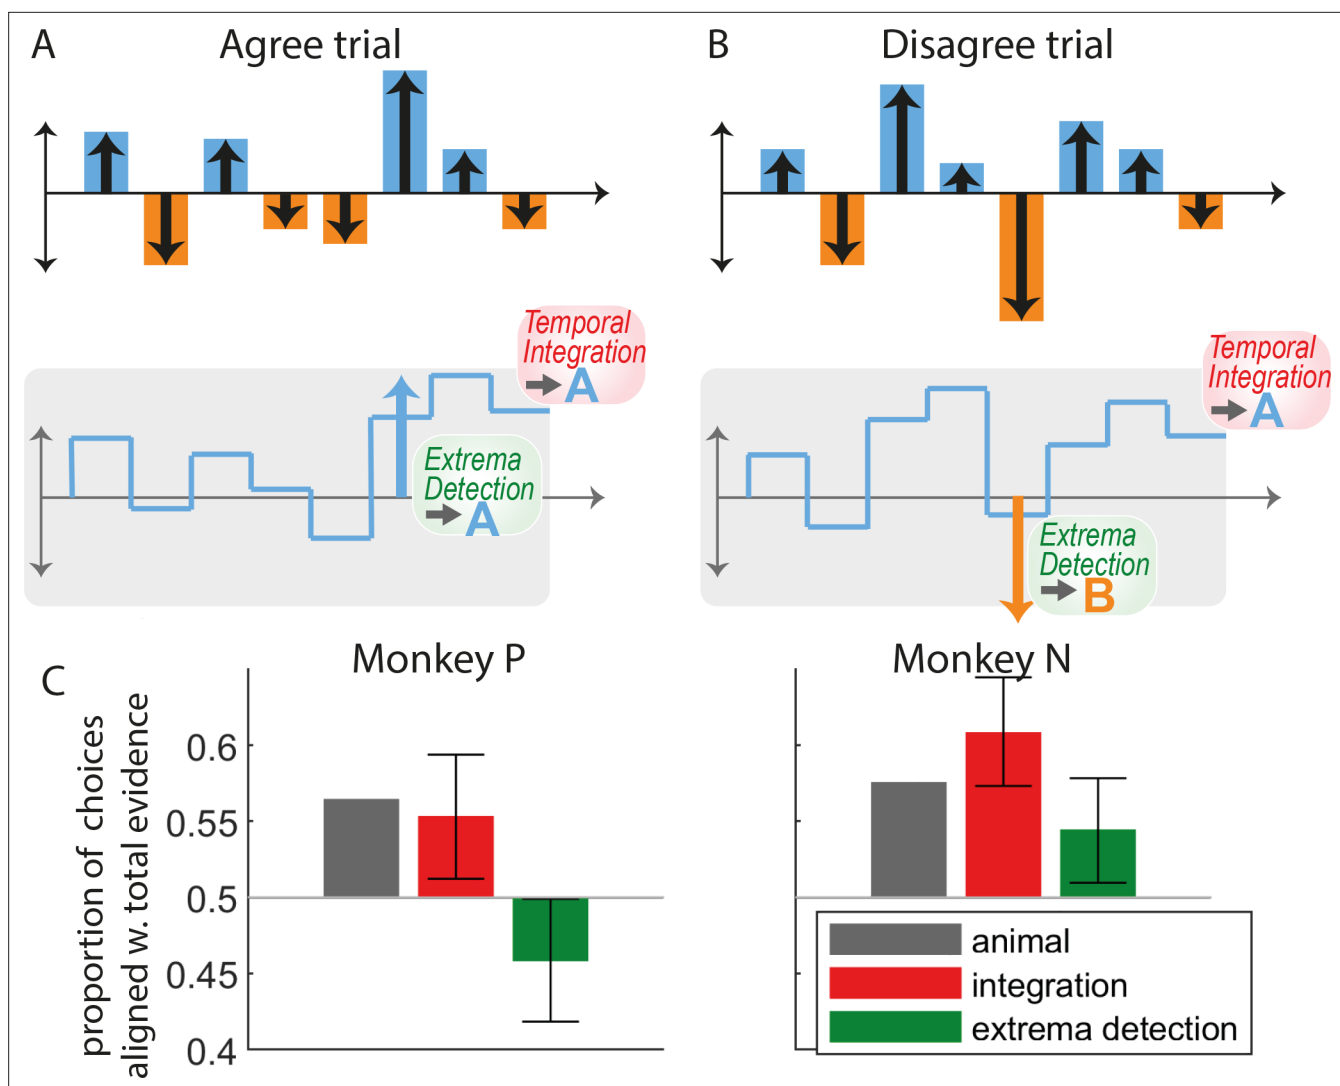 A
Agree trial
B
Disagree trial
Temporal
Integration
A
Extrema
Detection
A
Temporal
Integration
A
Extrema
Detection
B
C
Monkey P
Monkey N
proportion of choices
aligned w. total evidence
0.6
0.55
0.5
0.45
0.4
animal
integration
extrema detection